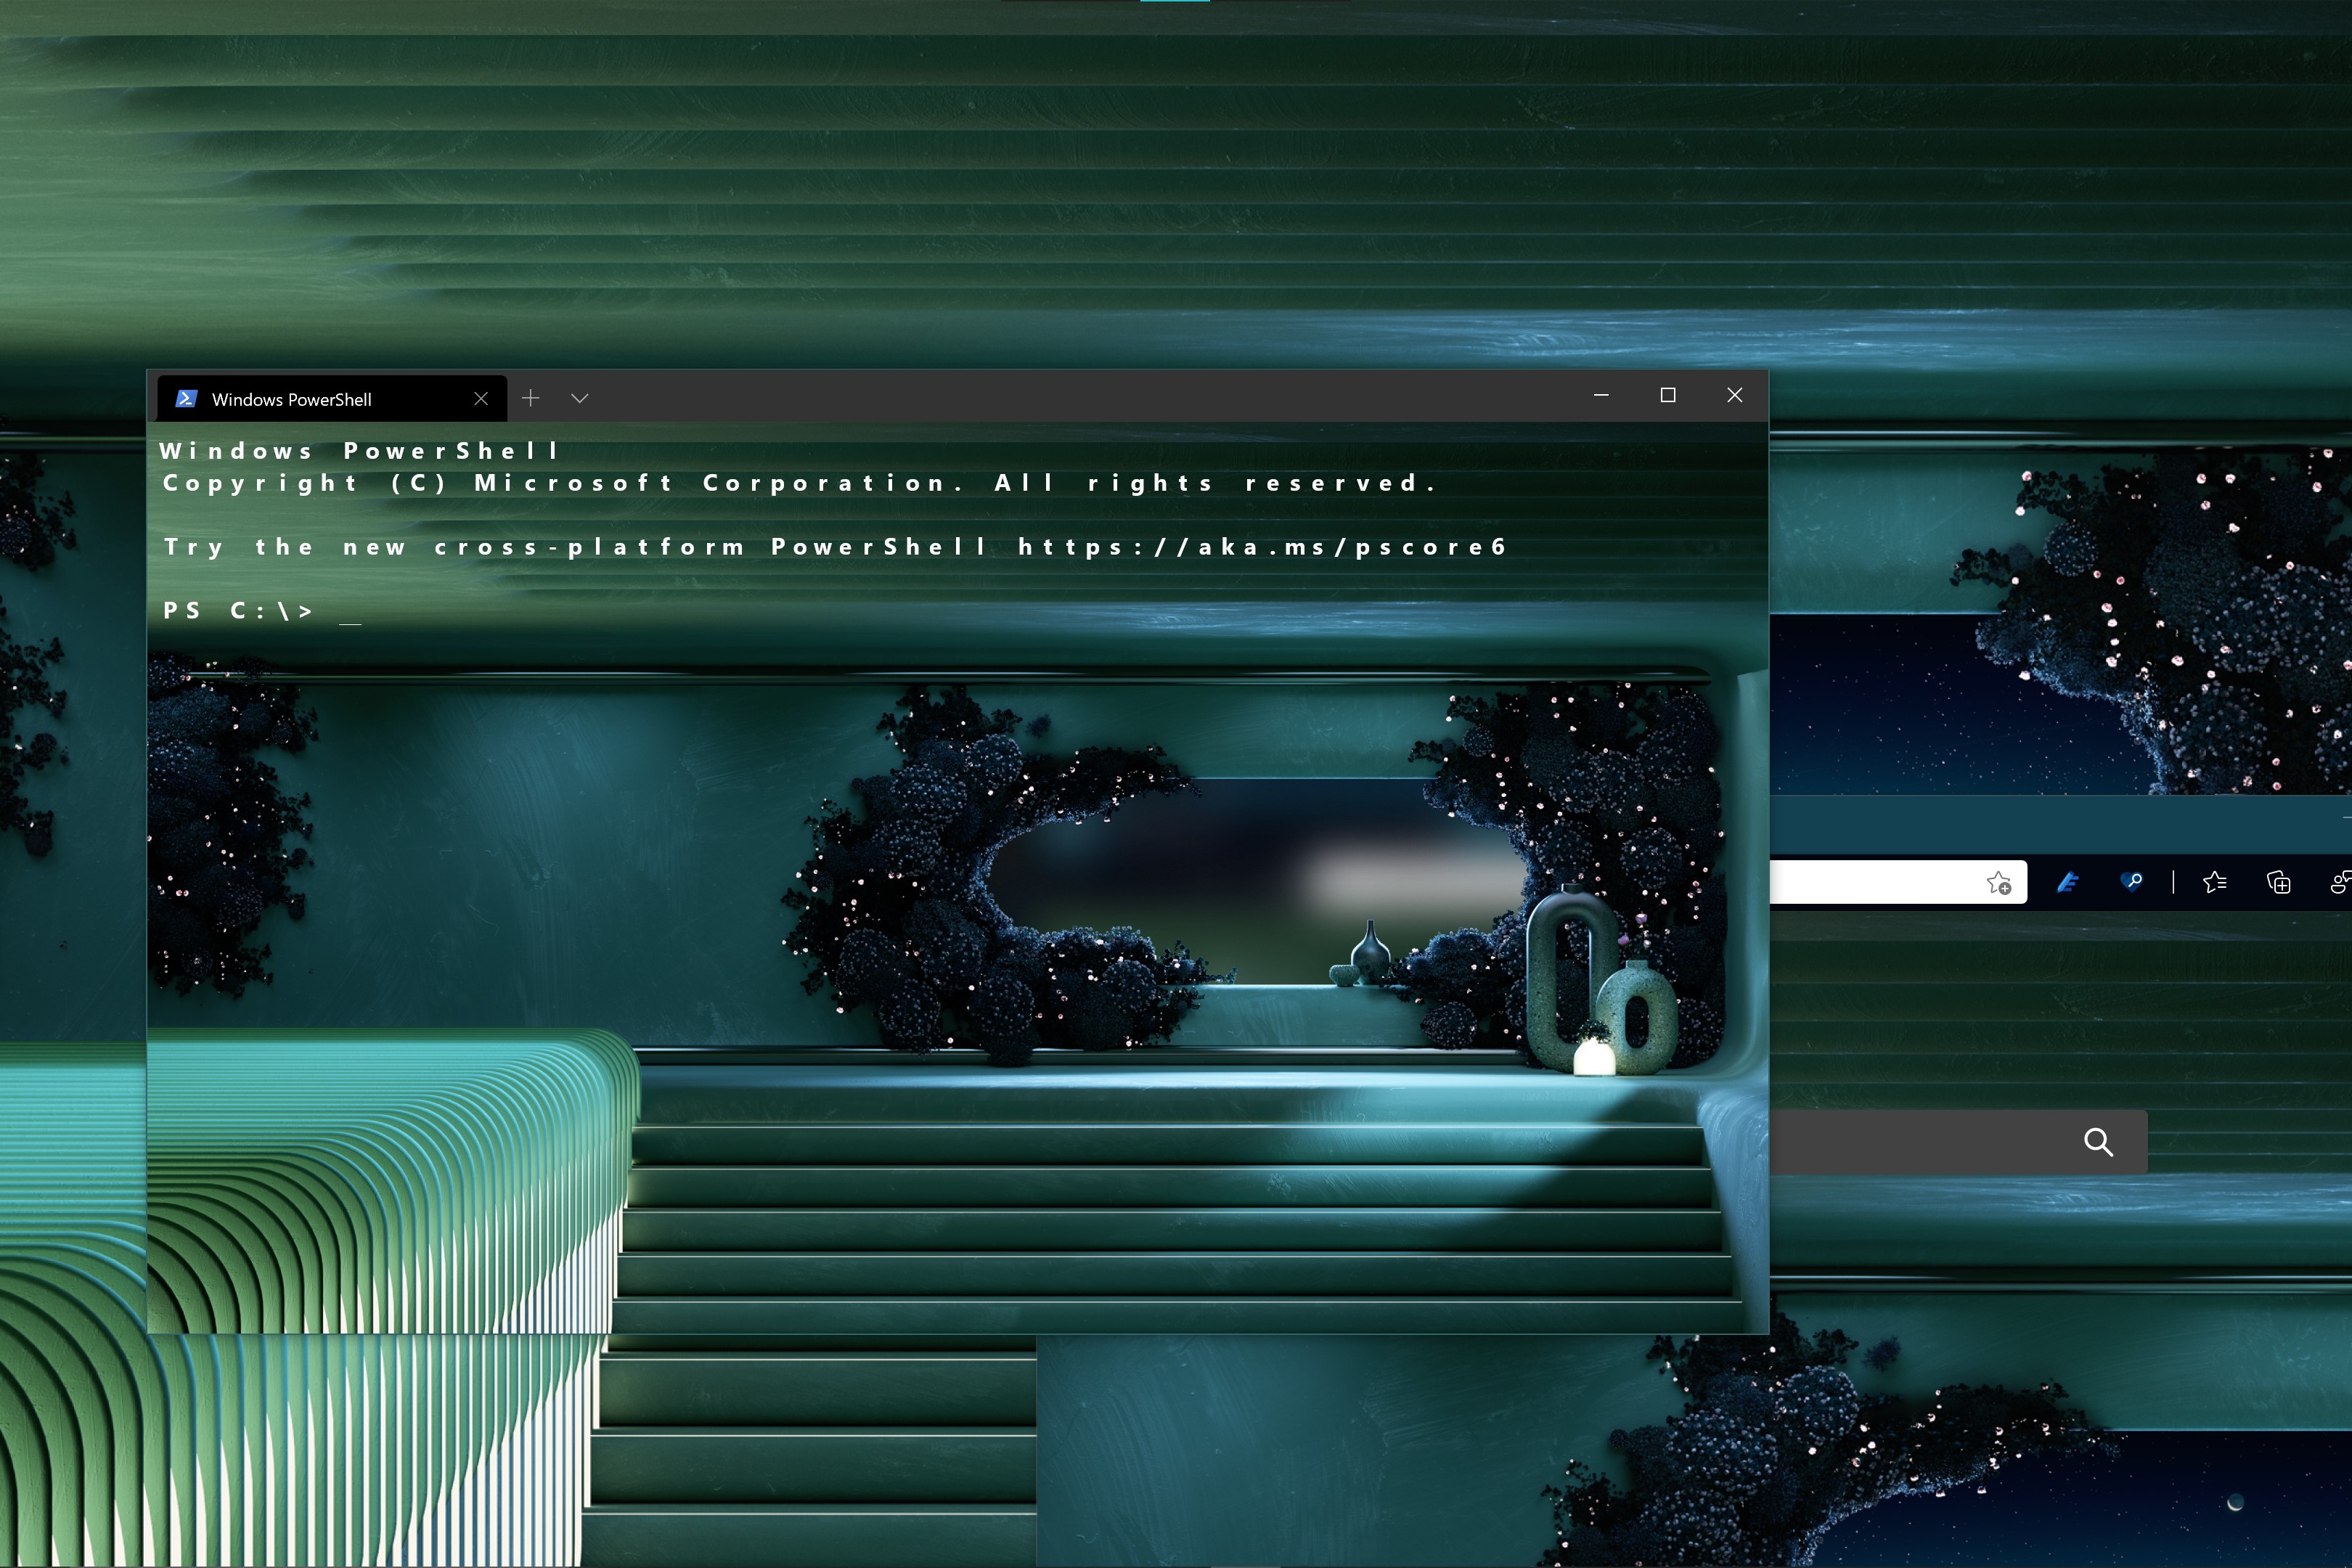 Windows PowerShell
Windows PowerShell
Copyright (C) Microsoft Corporation. All rights reserved.
Try the new cross-platform PowerShell https://aka.ms/pscore6
PS C:\> _